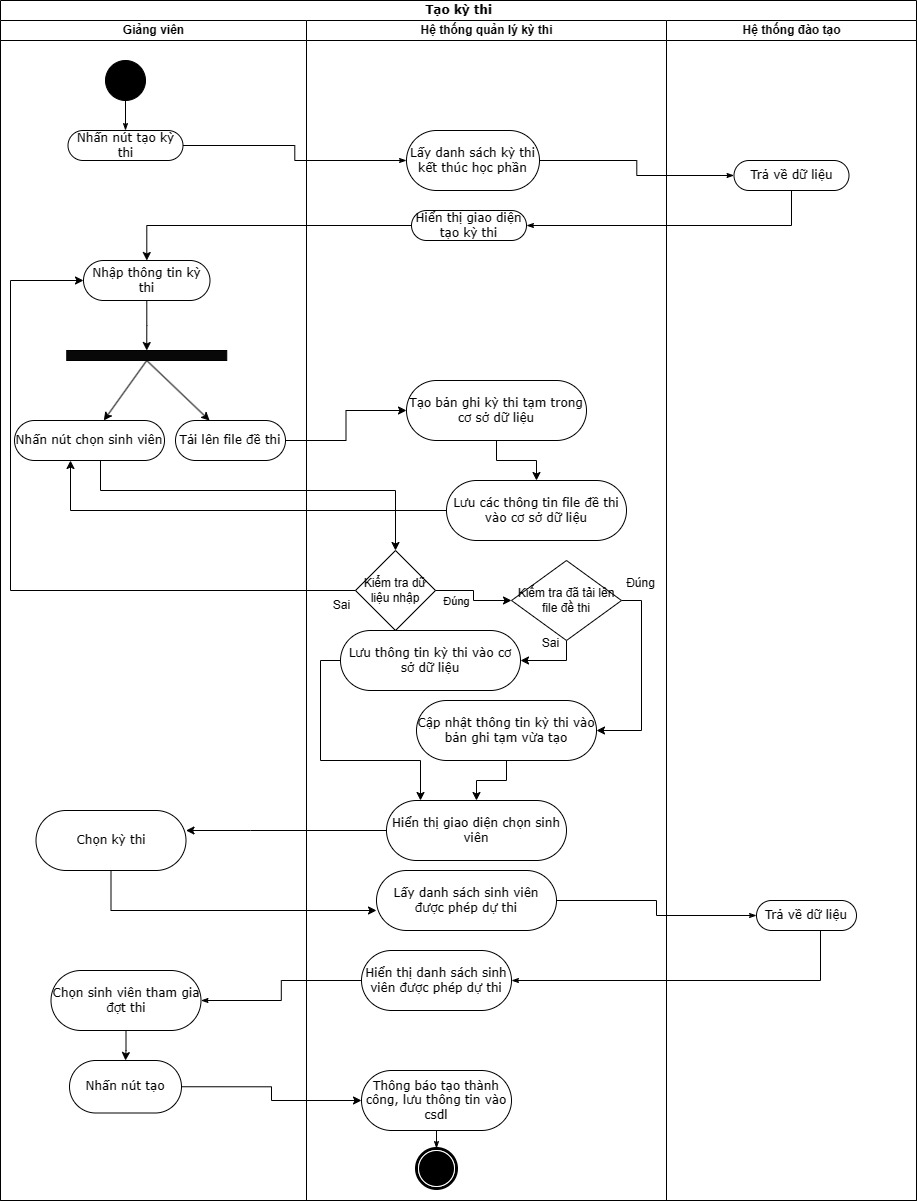 Tạo kỳ thi
Giảng viên
Hệ thống quản lý kỳ thi
Hệ thống đào tạo
Nhấn nút tạo kỳ
thi
Lấy danh sách kỳ thi
kết thúc học phần
Trả về dữ liệu
Hiển thị giao diện
tạo kỳ thi
Nhập thông tin kỳ
thi
Nhấn nút chọn sinh viên
Tải lên file đề thi
Tạo bản ghi kỳ thi tạm trong
cơ sở dữ liệu
Lưu các thông tin file đề thi
vào cơ sở dữ liệu
Kiểm tra dữ
liệu nhập
Sai
Đúng
Kiểm tra đã tải lên
file đề thi
Đúng
Sai
Lưu thông tin kỳ thi vào cơ
sở dữ liệu
Cập nhật thông tin kỳ thi vào
bản ghi tạm vừa tạo
Hiển thị giao diện chọn sinh
viên
Chọn kỳ thi
Lấy danh sách sinh viên
được phép dự thi
Trả về dữ liệu
Hiển thị danh sách sinh
viên được phép dự thi
Chọn sinh viên tham gia
đợt thi
Nhấn nút tạo
Thông báo tạo thành
công, lưu thông tin vào
csdl